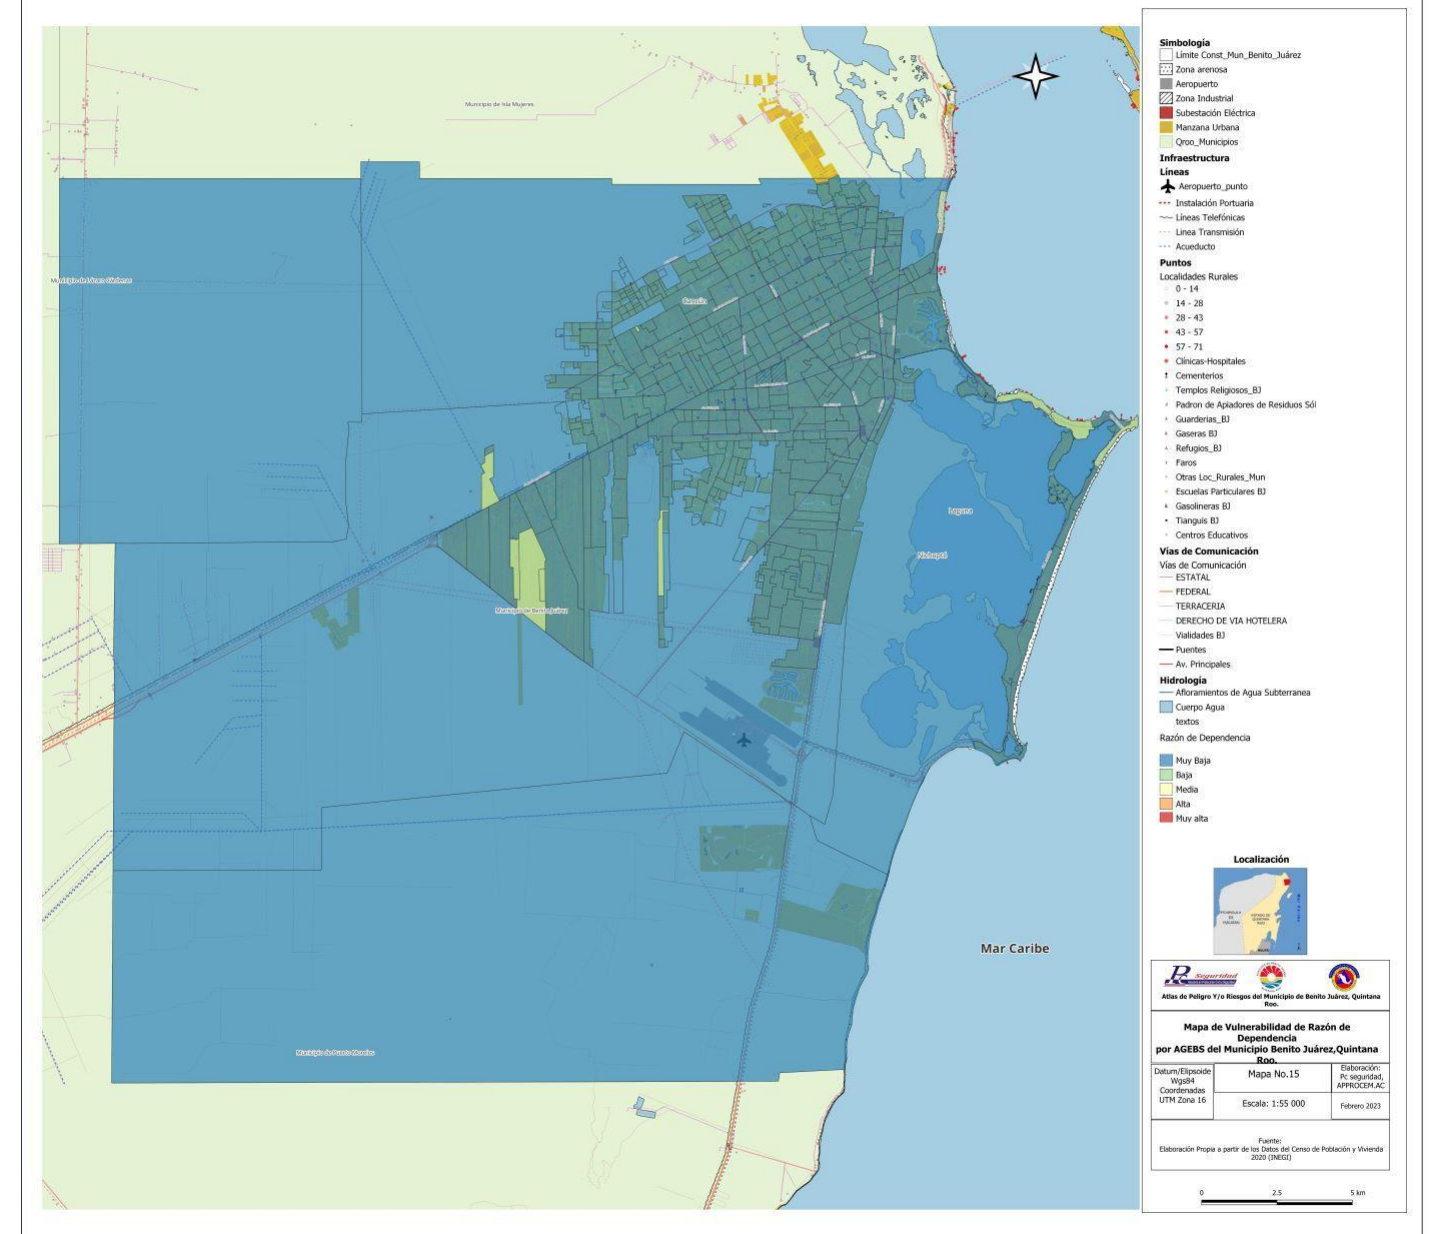 Simbología
Límite Const_Mun_Benito_Juárez
Zona arenosa
Aeropuerto
Zona Industrial
Subestación Eléctrica
Manzana Urbana
Qroo_Municipios
Infraestructura
Líneas
Aeropuerto_punto
Instalación Portuaria
Líneas Telefónicas
Linea Transmisión
Acueducto
Puntos
Localidades Rurales
0 - 14
14 - 28
28 - 43
43 - 57
57 - 71
Clínicas-Hospitales
Cementerios
Templos Religiosos_BJ
Padron de Apiadores de Residuos Sól
Guarderias_BJ
Gaseras BJ
Refugios_BJ
Faros
Otras Loc_Rurales_Mun
Escuelas Particulares BJ
Gasolineras BJ
Tianguis BJ
Centros Educativos
Vías de Comunicación
Vías de Comunicación
ESTATAL
FEDERAL
TERRACERIA
DERECHO DE VIA HOTELERA
Vialidades BJ
Puentes
Av. Principales
Hidrología
Afloramientos de Agua Subterranea
Cuerpo Agua
textos
Razón de Dependencia
Muy Baja
Baja
Media
Alta
Muy alta
Localización
Seguridad
Atlas de Peligro Y/o Riesgos del Municipio de Benito Juárez, Quintana
Roo.
Mapa de Vulnerabilidad de Razón de
Dependencia
por AGEBS del Municipio Benito Juárez,Quintana
Roo.
Datum/Elipsoide
Wgs84
Coordenadas
UTM Zona 16
Mapa No.15
Escala: 1:55 000
Elaboración:
Pc seguridad,
APPROCEM.AC
Febrero 2023
Fuente:
Elaboración Propia a partir de los Datos del Censo de Población y Vivienda
2020 (INEGI)
0 2.5 5 km
Municipio de Isla Mujeres
Municipio de Lázaro Cárdenas
Cancún
Laguna
Nichupté
Municipio de Benito Juárez
Mar Caribe
Municipio de Puerto Morelos